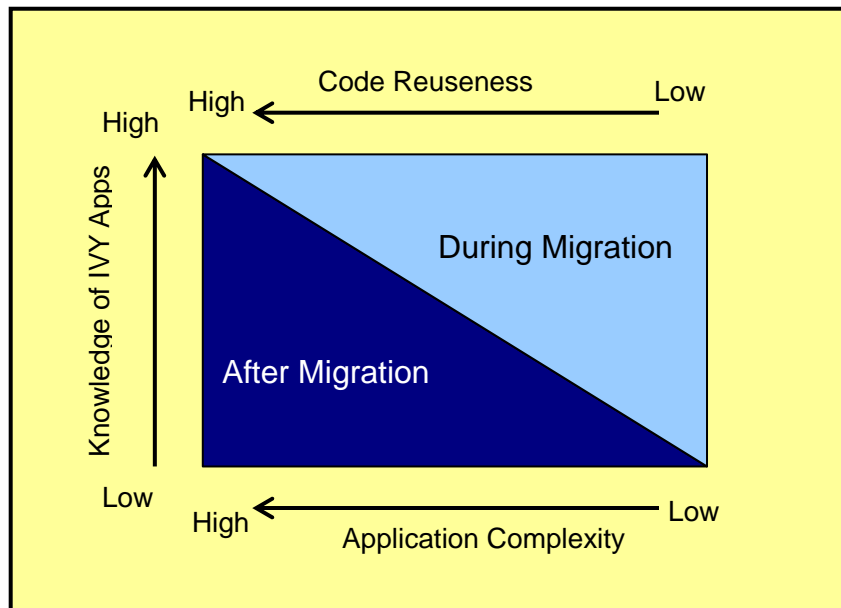 Code Reuseness
High
Low
High
Knowledge of IVY Apps
During Migration
After Migration
Low
High
Low
Application Complexity